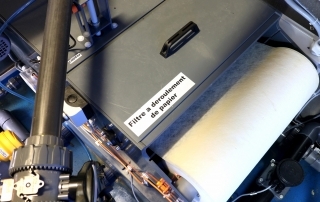 Filtre a deroulement
de papier